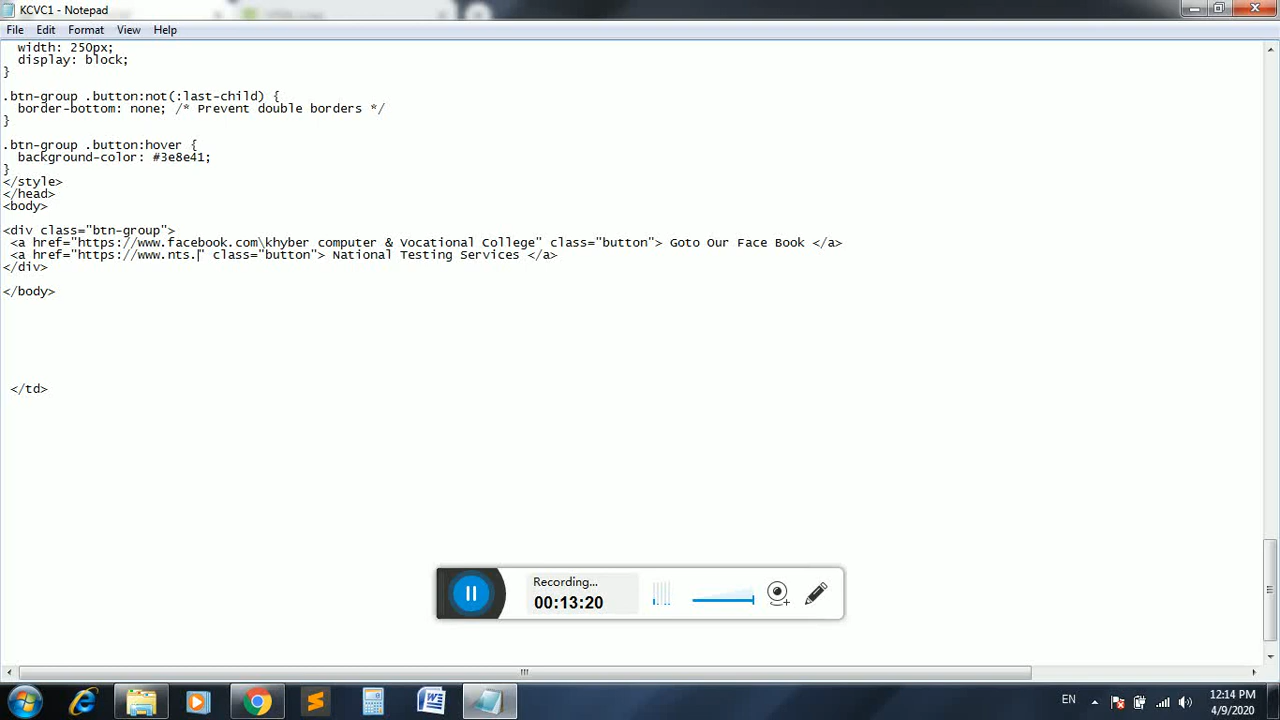 KCVC1 - Notepad
File Edit Format View Help
width: 250px;
display: block;
}
.btn-group .button:not(:last-child) {
border-bottom: none; /* Prevent double borders */
}
.btn-group .button:hover {
background-color: #3e8e41;
}
</style>
</head>
<body>
<div class="btn-group">
<a href="https://www.facebook.com\khyber computer & Vocational College" class="button"> Goto Our Face Book </a>
<a href="https://www.nts." class="button"> National Testing Services </a>
</div>
</body>
</td>
Recording...
00:13:20
EN
12:14 PM
4/9/2020